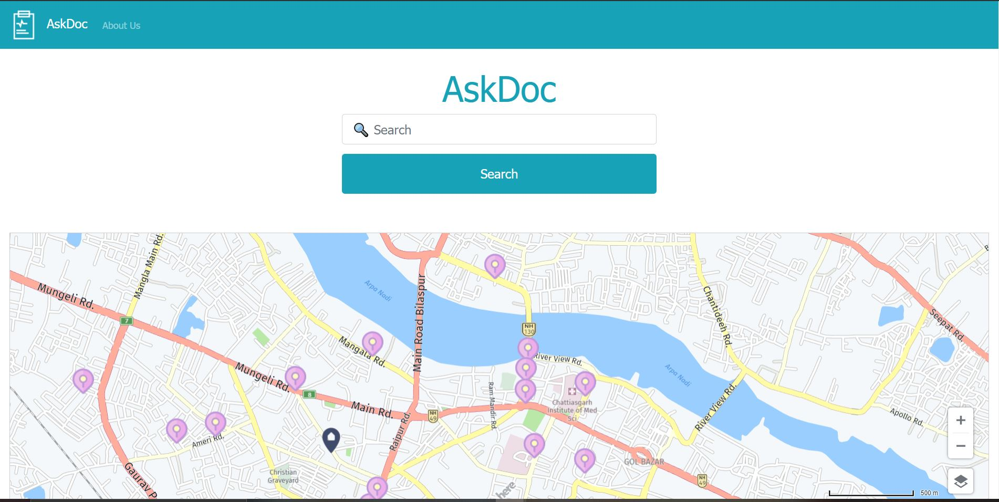 AskDoc
About Us
AskDoc
Search
Search
Mangla Main Rd.
Mungeli Rd.
7
Arpa Nadi
Main Road Bilaspur
NH
130
Chantideeh Rd.
Seepat Rd.
Mangala Rd.
River View Rd.
Arpa Nadi
Mungeli Rd.
8
Main Rd.
NH
49
Ram Mandir Rd.
Chattiasgarh
Institute of Med
Sci
River View Rd.
Apollo Rd.
Raipur Rd.
Ameri Rd.
GOL BAZAR
Gaurav P
Christian
Graveyard
NH
49
here
500 m